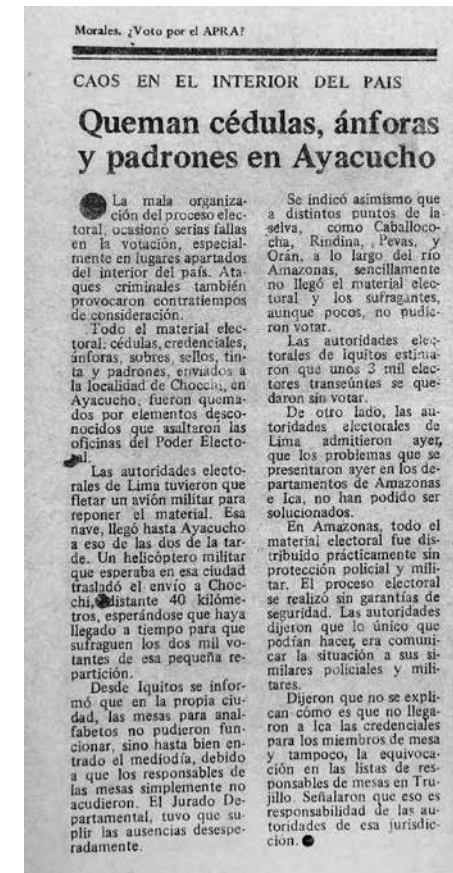 Morales. ¿Voto por el APRA?
CAOS EN EL INTERIOR DEL PAIS
Queman cédulas, ánforas
y padrones en Ayacucho
La mala organiza-
ción del proceso elec-
toral, ocasionó serias fallas
en la votación, especial-
mente en lugares apartados
del interior del país. Ata-
ques criminales también
provocaron contratiempos
de consideración.
Todo el material elec-
toral: cédulas, credenciales,
ánforas, sobres, sellos, tin-
ta y padrones, enviados a
la localidad de Chocchi, en
Ayacucho, fueron quema-
dos por elementos desco-
nocidos que asaltaron las
oficinas del Poder Electo-
ral.
Las autoridades electo-
rales de Lima tuvieron que
fletar un avión militar para
reponer el material. Esa
nave, llegó hasta Ayacucho
a eso de las dos de la tar-
de. Un helicóptero militar
que esperaba en esa ciudad
trasladó el envío a Choc-
chi, distante 40 kilóme-
tros, esperándose que haya
llegado a tiempo para que
sufraguen los dos mil vo-
tantes de esa pequeña re-
partición.
Desde Iquitos se infor-
mó que en la propia ciu-
dad, las mesas para anal-
fabetos no pudieron fun-
cionar, sino hasta bien en-
trado el mediodía, debido
a que los responsables de
las mesas simplemente no
acudieron. El Jurado De-
partamental, tuvo que su-
plir las ausencias desespe-
radamente.
Se indicó asimismo que
a distintos puntos de la
selva, como Caballoco-
cha, Rindina, Pevas, y
Orán, a lo largo del río
Amazonas, sencillamente
no llegó el material elec-
toral y los sufragantes,
aunque pocos, no pudie-
ron votar.
Las autoridades elec-
torales de Iquitos estima-
ron que unos 3 mil elec-
tores transeúntes se que-
daron sin votar.
De otro lado, las au-
toridades electorales de
Lima admitieron ayer,
que los problemas que se
presentaron ayer en los de-
partamentos de Amazonas
e Ica, no han podido ser
solucionados.
En Amazonas, todo el
material electoral fue dis-
tribuido prácticamente sin
protección policial y mili-
tar. El proceso electoral
se realizó sin garantías de
seguridad. Las autoridades
dijeron que lo único que
podían hacer, era comuni-
car la situación a sus si-
milares policiales y mili-
tares.
Dijeron que no se expli-
can cómo es que no llega-
ron a Ica las credenciales
para los miembros de mesa
y tampoco, la equivoca-
ción en las listas de res-
ponsables de mesas en Tru-
jillo. Señalaron que eso es
responsabilidad de las au-
toridades de esa jurisdic-
ción.